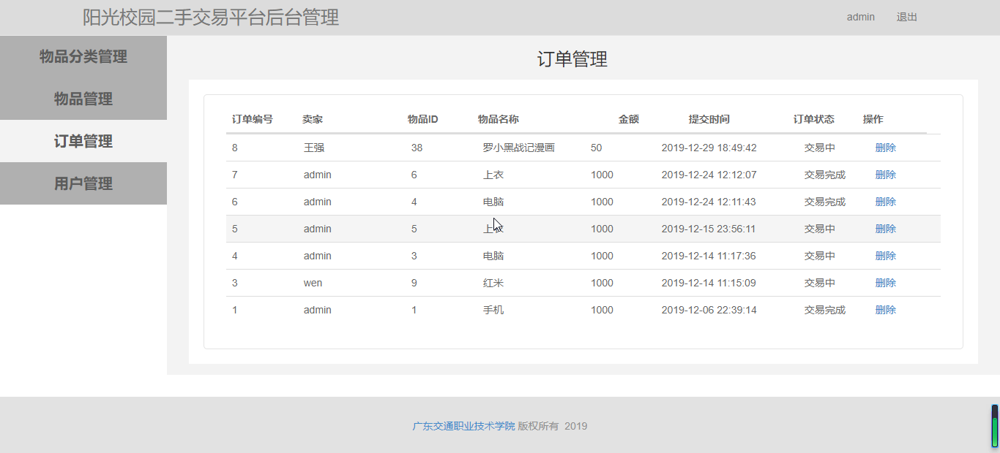 阳光校园二手交易平台后台管理 admin 退出
物品分类管理
物品管理
订单管理
用户管理
订单管理
订单编号 卖家 物品ID 物品名称 金额 提交时间 订单状态 操作
8 王强 38 罗小黑战记漫画 50 2019-12-29 18:49:42 交易中 删除
7 admin 6 上衣 1000 2019-12-24 12:12:07 交易完成 删除
6 admin 4 电脑 1000 2019-12-24 12:11:43 交易完成 删除
5 admin 5 上衣 1000 2019-12-15 23:56:11 交易中 删除
4 admin 3 电脑 1000 2019-12-14 11:17:36 交易中 删除
3 wen 9 红米 1000 2019-12-14 11:15:09 交易中 删除
1 admin 1 手机 1000 2019-12-06 22:39:14 交易完成 删除
广东交通职业技术学院 版权所有 2019